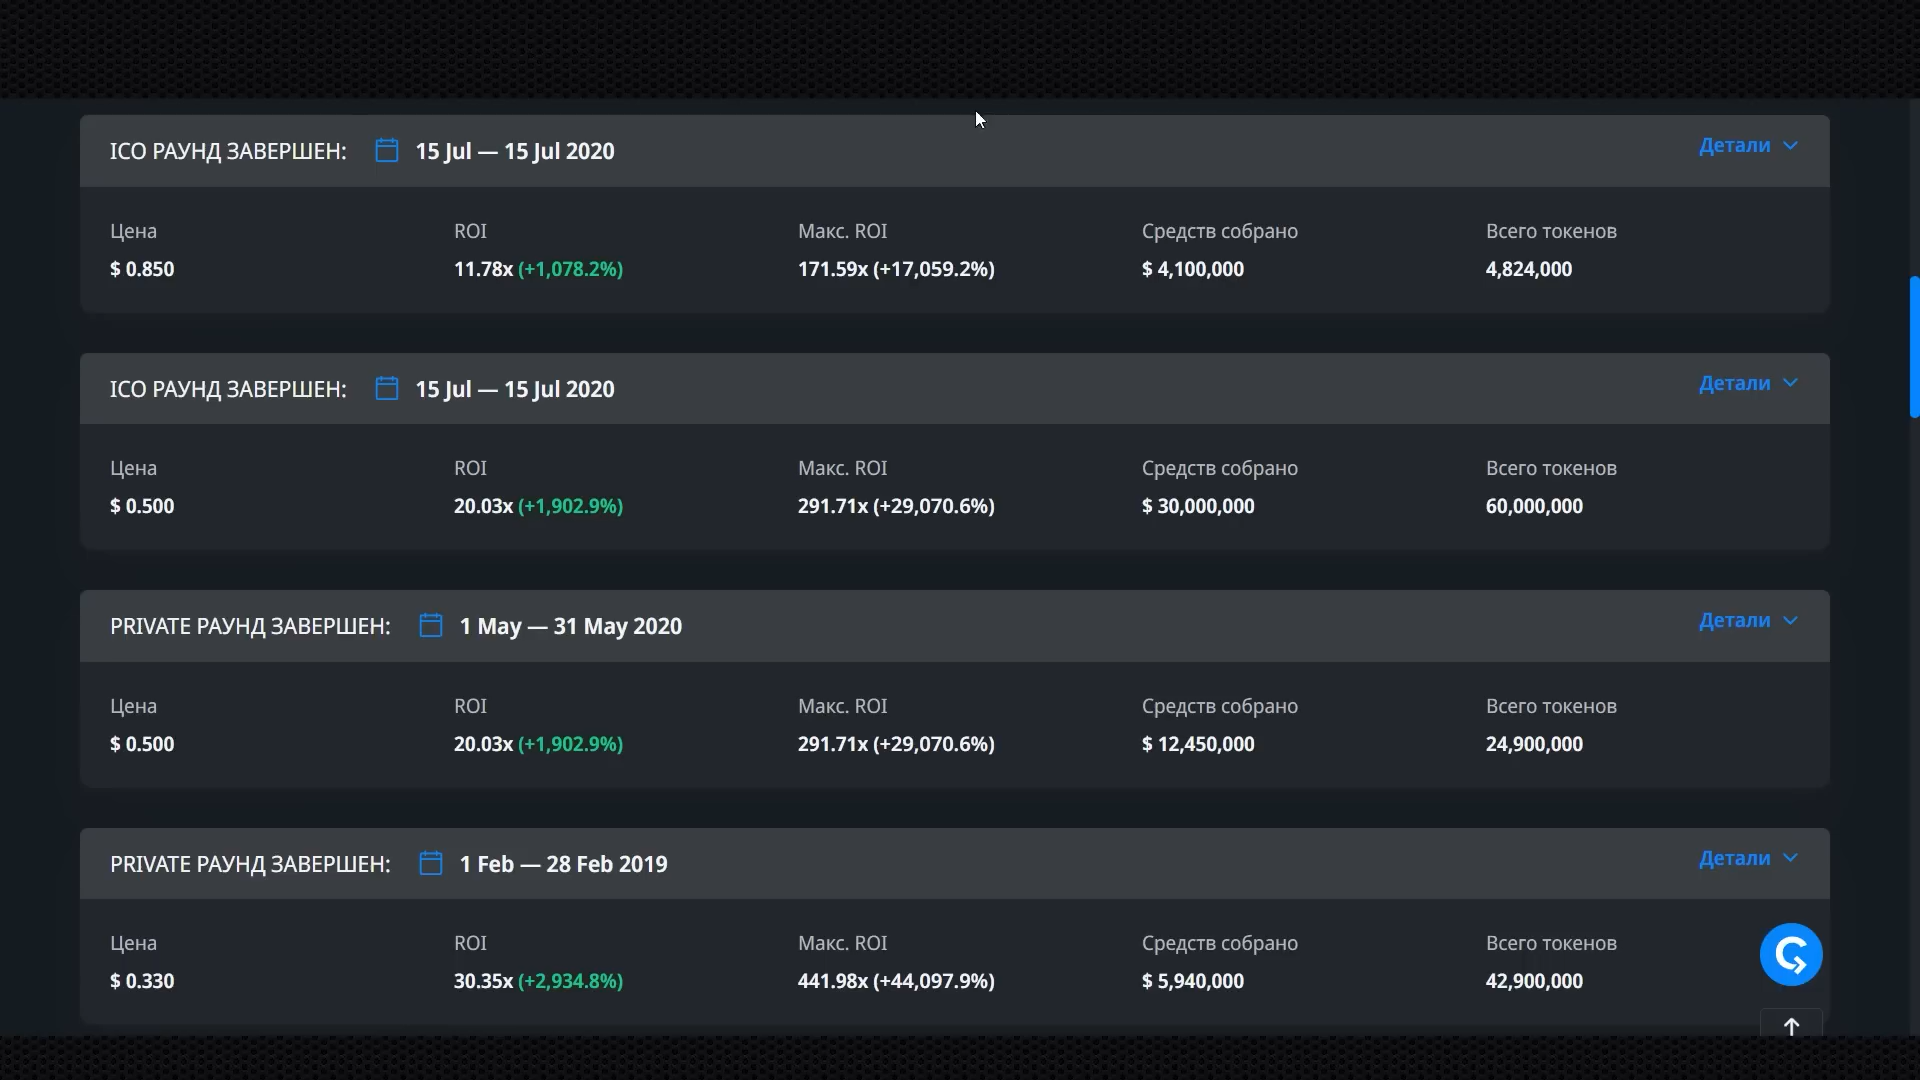 ICO РАУНД ЗАВЕРШЕН: 15 Jul — 15 Jul 2020 Детали
Цена ROI Макс. ROI Средств собрано Всего токенов
$ 0.850 11.78x (+1,078.2%) 171.59x (+17,059.2%) $ 4,100,000 4,824,000
ICO РАУНД ЗАВЕРШЕН: 15 Jul — 15 Jul 2020 Детали
Цена ROI Макс. ROI Средств собрано Всего токенов
$ 0.500 20.03x (+1,902.9%) 291.71x (+29,070.6%) $ 30,000,000 60,000,000
PRIVATE РАУНД ЗАВЕРШЕН: 1 May — 31 May 2020 Детали
Цена ROI Макс. ROI Средств собрано Всего токенов
$ 0.500 20.03x (+1,902.9%) 291.71x (+29,070.6%) $ 12,450,000 24,900,000
PRIVATE РАУНД ЗАВЕРШЕН: 1 Feb — 28 Feb 2019 Детали
Цена ROI Макс. ROI Средств собрано Всего токенов
$ 0.330 30.35x (+2,934.8%) 441.98x (+44,097.9%) $ 5,940,000 42,900,000